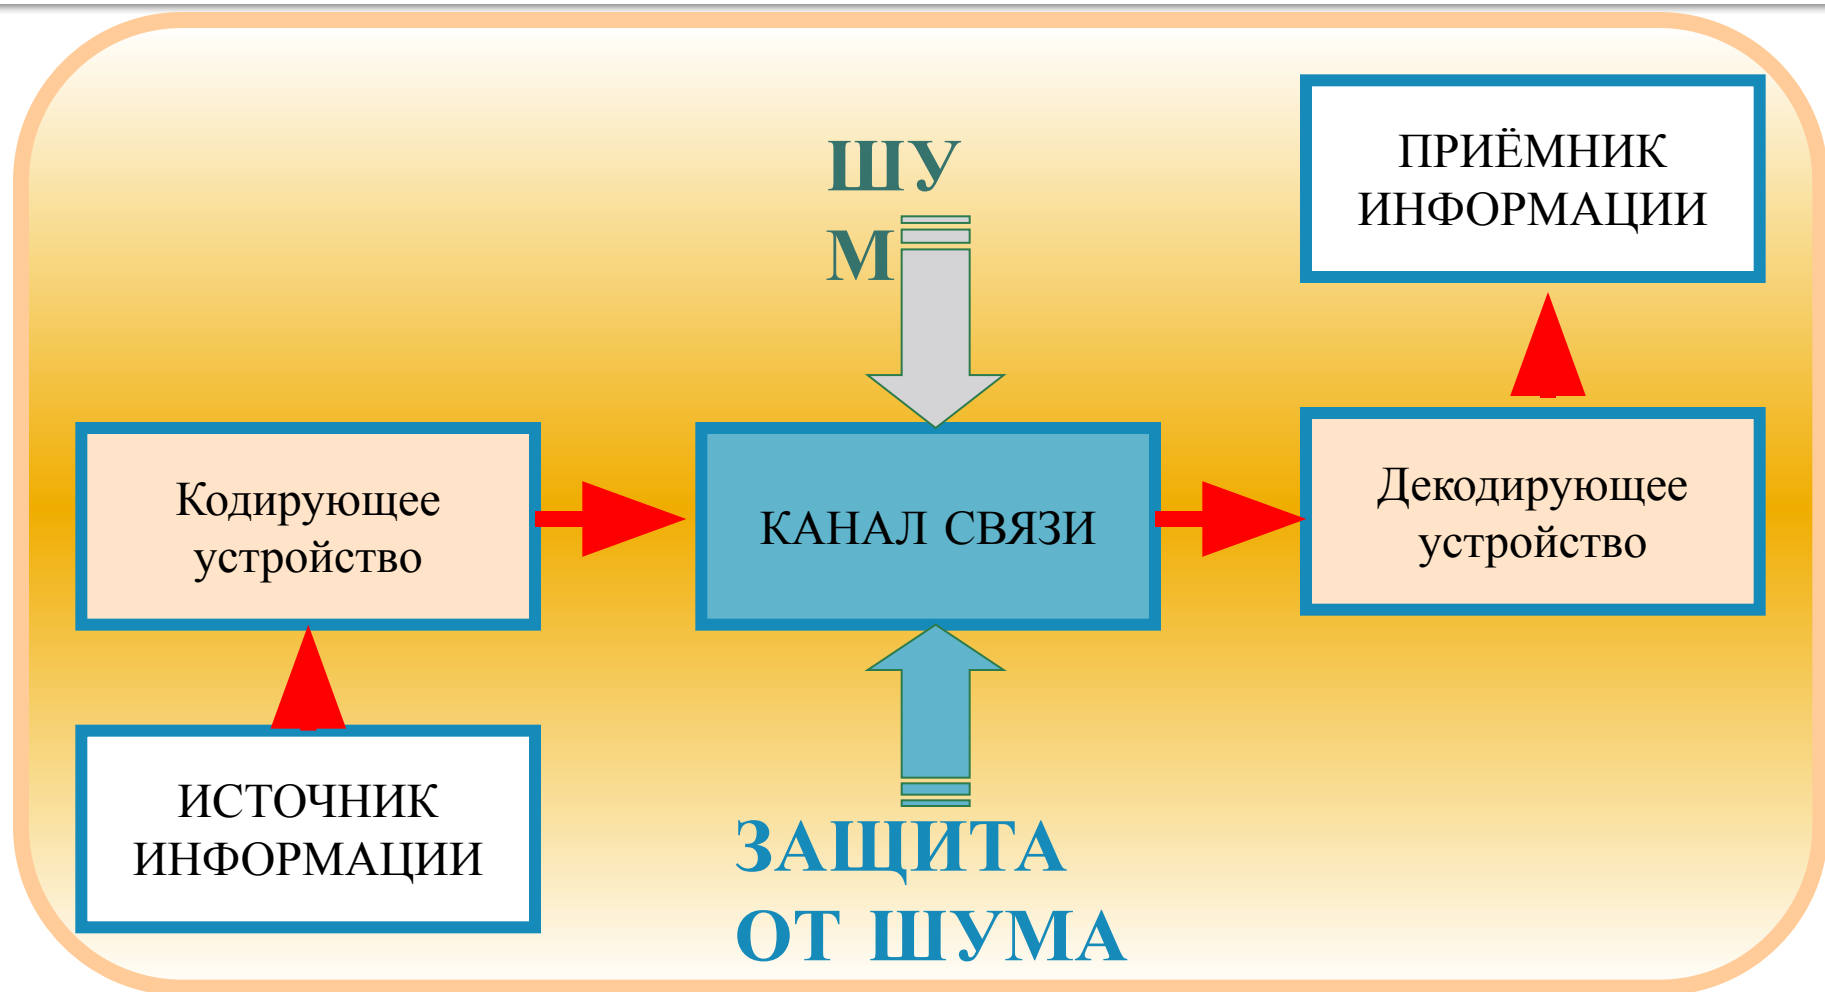 ШУ
М
ПРИЁМНИК
ИНФОРМАЦИИ
Кодирующее
устройство
КАНАЛ СВЯЗИ
Декодирующее
устройство
ИСТОЧНИК
ИНФОРМАЦИИ
ЗАЩИТА
ОТ ШУМА